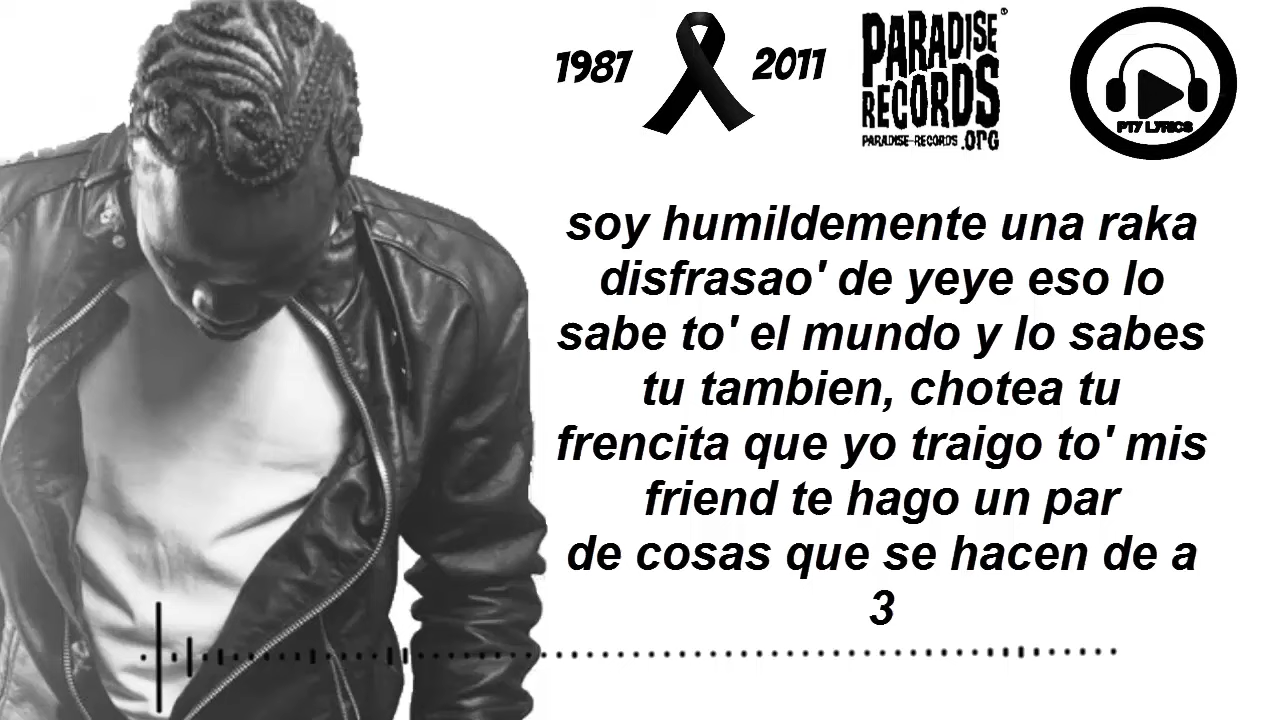 1987
2011
PARADISE
RECORDS
PARADISE-RECORDS.org
PTY LYRICS
soy humildemente una raka
disfrasao' de yeye eso lo
sabe to' el mundo y lo sabes
tu tambien, chotea tu
frencita que yo traigo to' mis
friend te hago un par
de cosas que se hacen de a
3